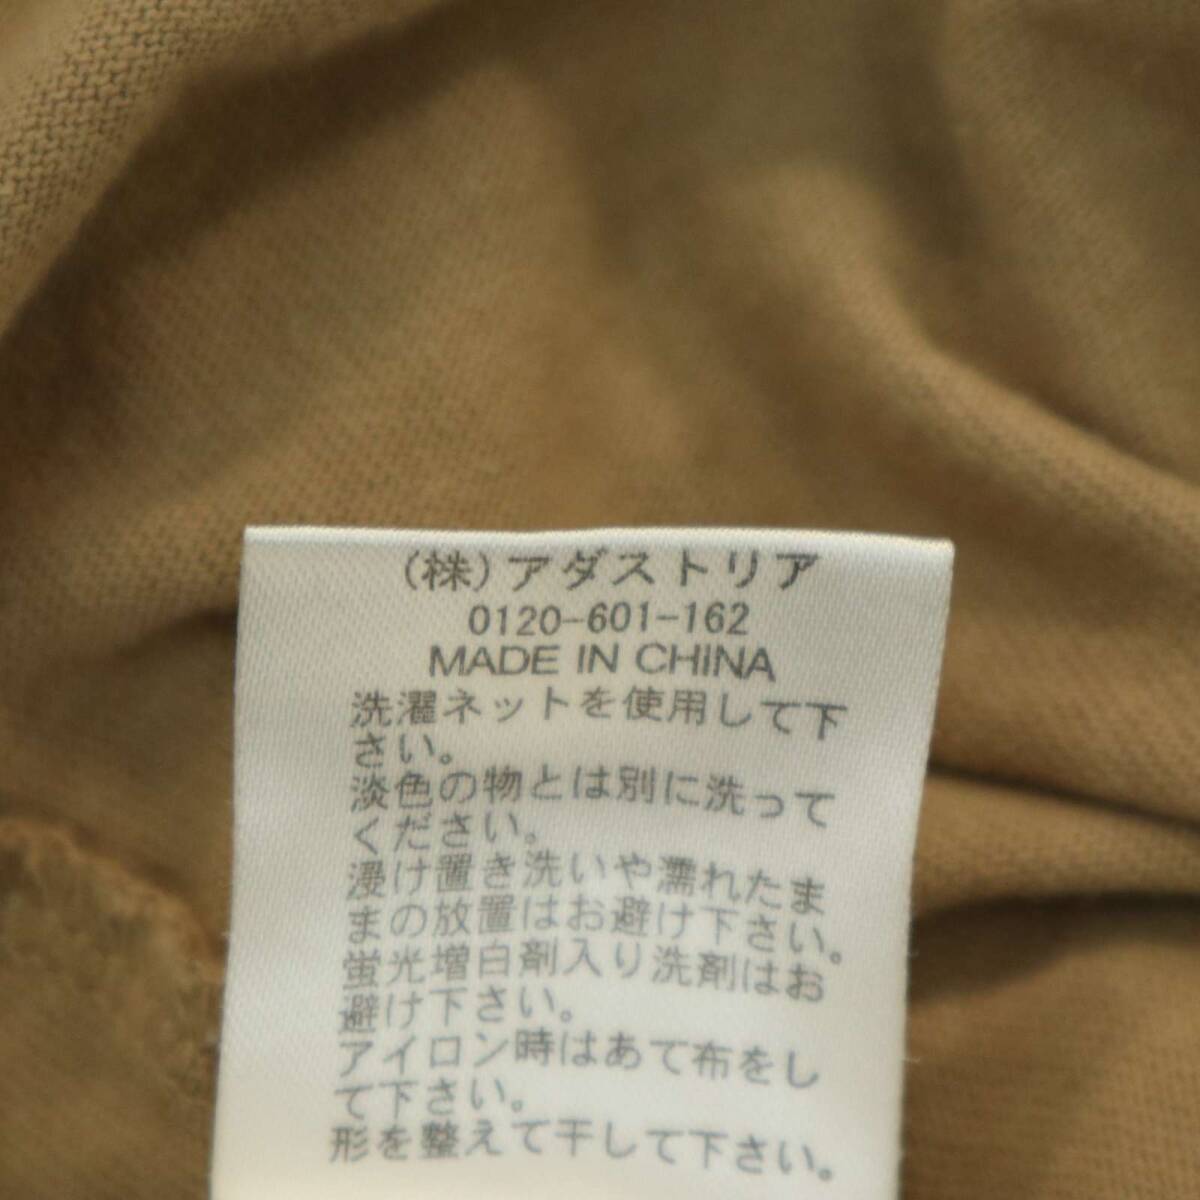 (株)アダストリア
0120-601-162
MADE IN CHINA
洗濯ネットを使用して下
さい。
淡色の物とは別に洗って
ください。
浸け置き洗いや濡れたま
まの放置はお避け下さい。
蛍光増白剤入り洗剤はお
避け下さい。
アイロン時はあて布をし
て下さい。
形を整えて干して下さい。